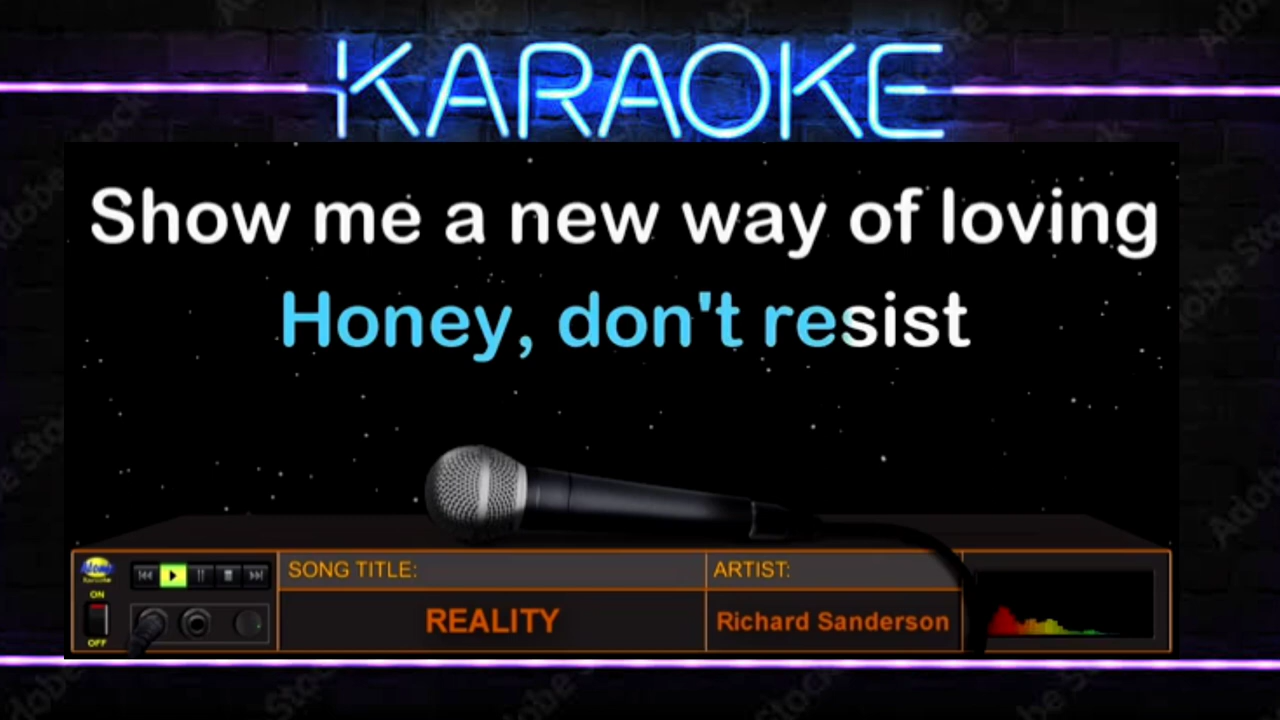 KARAOKE
Show me a new way of loving
Honey, don't resist
ON
OFF
SONG TITLE:
ARTIST:
REALITY
Richard Sanderson